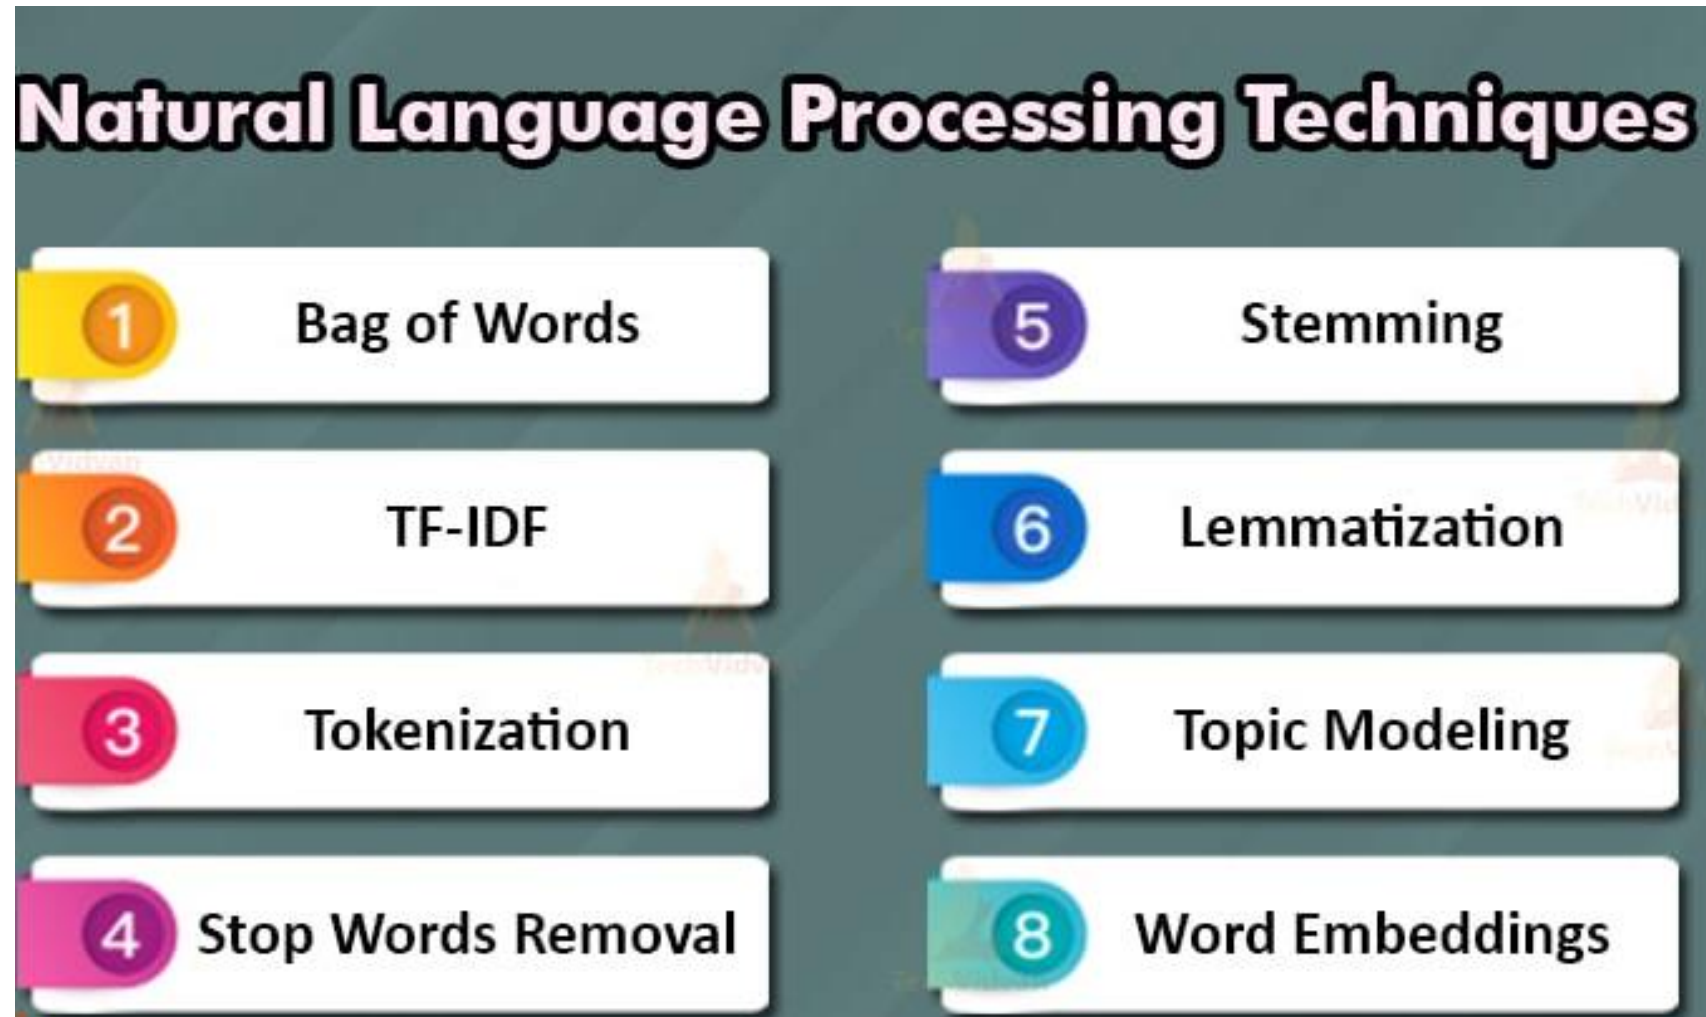 Natural Language Processing Techniques
1 Bag of Words
2 TF-IDF
3 Tokenization
4 Stop Words Removal
5 Stemming
6 Lemmatization
7 Topic Modeling
8 Word Embeddings